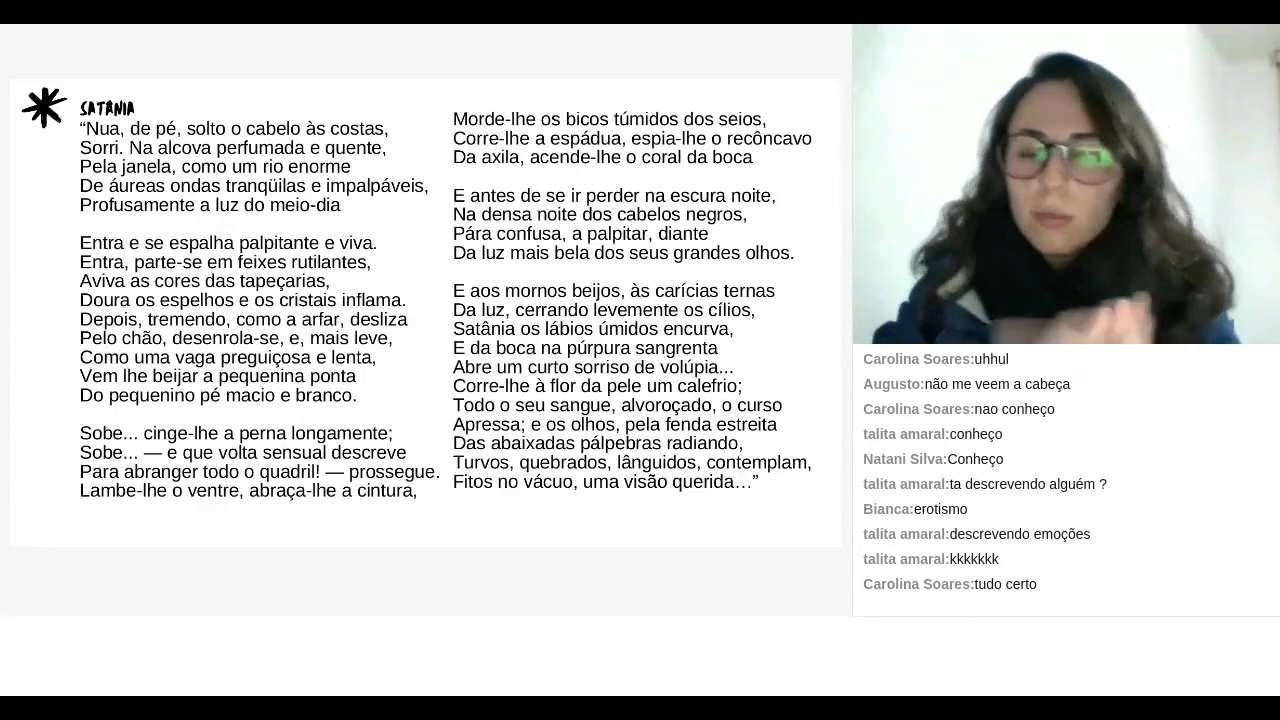 SATÂNIA
“Nua, de pé, solto o cabelo às costas,
Sorri. Na alcova perfumada e quente,
Pela janela, como um rio enorme
De áureas ondas tranqüilas e impalpáveis,
Profusamente a luz do meio-dia
Entra e se espalha palpitante e viva.
Entra, parte-se em feixes rutilantes,
Aviva as cores das tapeçarias,
Doura os espelhos e os cristais inflama.
Depois, tremendo, como a arfar, desliza
Pelo chão, desenrola-se, e, mais leve,
Como uma vaga preguiçosa e lenta,
Vem lhe beijar a pequenina ponta
Do pequenino pé macio e branco.
Sobe... cinge-lhe a perna longamente;
Sobe... — e que volta sensual descreve
Para abranger todo o quadril! — prossegue.
Lambe-lhe o ventre, abraça-lhe a cintura,
Morde-lhe os bicos túmidos dos seios,
Corre-lhe a espádua, espia-lhe o recôncavo
Da axila, acende-lhe o coral da boca
E antes de se ir perder na escura noite,
Na densa noite dos cabelos negros,
Pára confusa, a palpitar, diante
Da luz mais bela dos seus grandes olhos.
E aos mornos beijos, às carícias ternas
Da luz, cerrando levemente os cílios,
Satânia os lábios úmidos encurva,
E da boca na púrpura sangrenta
Abre um curto sorriso de volúpia...
Corre-lhe à flor da pele um calefrio;
Todo o seu sangue, alvoroçado, o curso
Apressa; e os olhos, pela fenda estreita
Das abaixadas pálpebras radiando,
Turvos, quebrados, lânguidos, contemplam,
Fitos no vácuo, uma visão querida…”
Carolina Soares:uhhul
Augusto:não me veem a cabeça
Carolina Soares:nao conheço
talita amaral:conheço
Natani Silva:Conheço
talita amaral:ta descrevendo alguém ?
Bianca:erotismo
talita amaral:descrevendo emoções
talita amaral:kkkkkkk
Carolina Soares:tudo certo